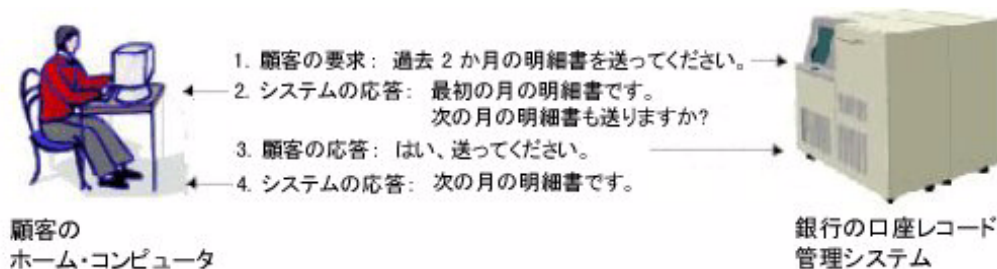 1. 顧客の要求: 過去 2 か月の明細書を送ってください。
2. システムの応答: 最初の月の明細書です。
次の月の明細書も送りますか?
3. 顧客の応答: はい、送ってください。
4. システムの応答: 次の月の明細書です。
顧客の
ホーム・コンピュータ
銀行の口座レコード
管理システム